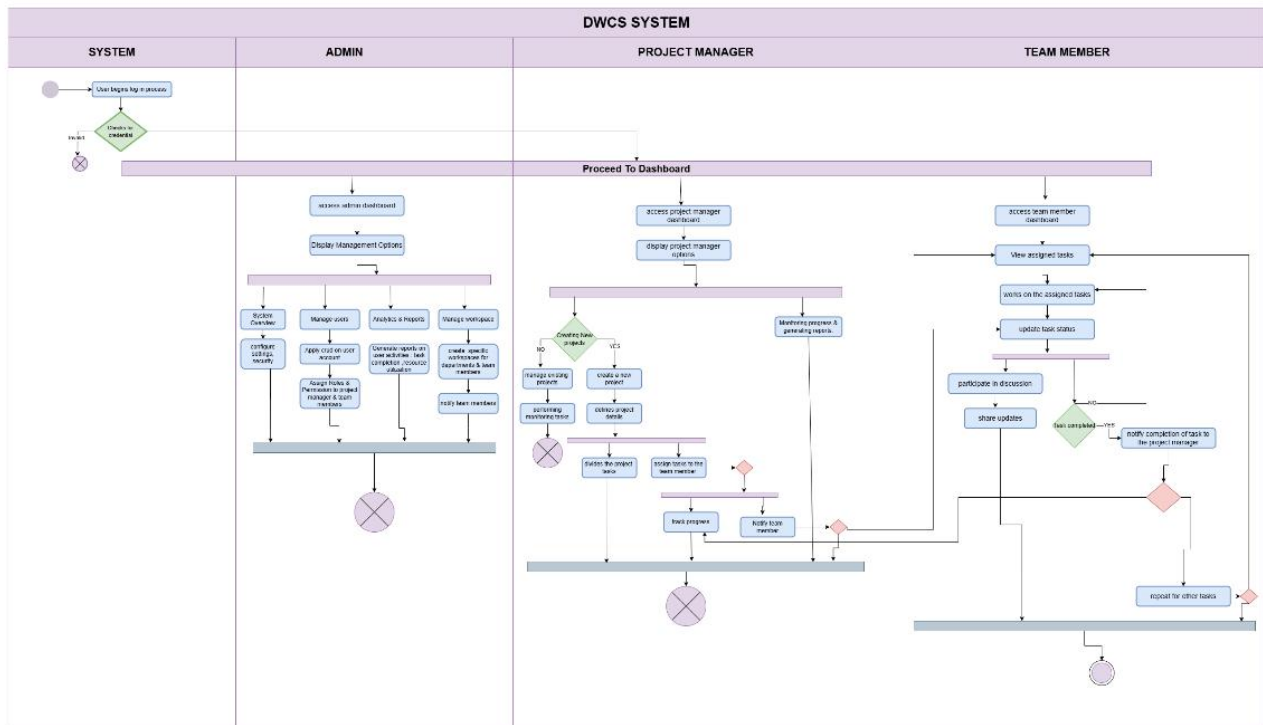 DWCS SYSTEM
SYSTEM
ADMIN
PROJECT MANAGER
TEAM MEMBER
User begins log in process
Checks for
credential
Invalid
Proceed To Dashboard
access admin dashboard
Display Management Options
System
Overview
Manage users
Analytics & Reports
Manage workspace
configure
settings,
security
Apply crud on user
account
Generate reports on
user activities , task
completion ,resource
utilization
create specific
workspaces for
departments & team
members
Assign Roles &
Permission to project
manager & team
members
notify team members
access project manager
dashboard
display project manager
options
Creating New
projects
NO
YES
Monitoring progress &
generating reports.
manage existing
projects
create a new
project
performing
monitoring tasks
defines project
details
divides the project
tasks
assign tasks to the
team member
track progress
Notify team
member
access team member
dashboard
View assigned tasks
works on the assigned tasks
update task status
participate in discussion
share updates
NO
task completed
YES
notify completion of task to
the project manager
repeat for other tasks